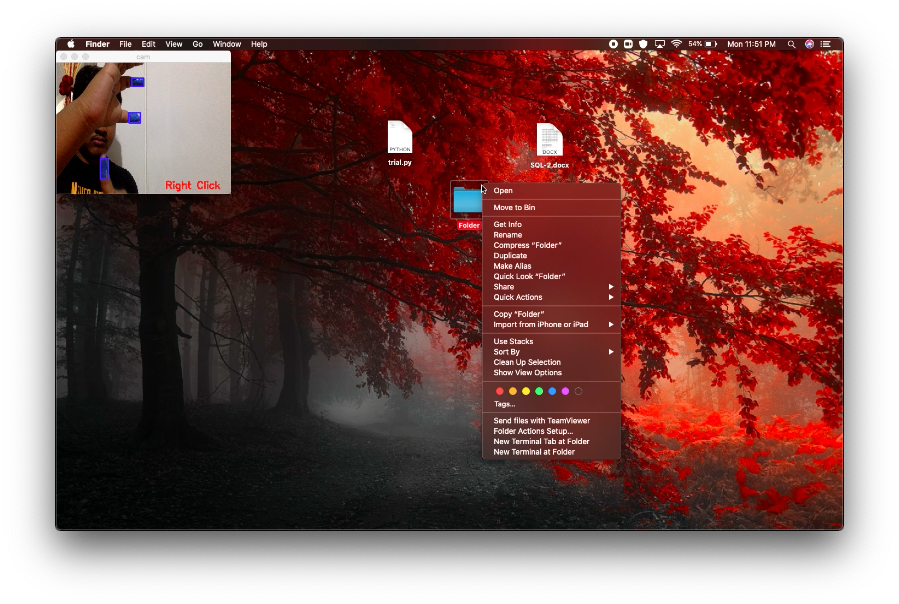 Finder File Edit View Go Window Help
54% Mon 11:51 PM
cam
Right Click
PYTHON
trial.py
DOCX
SQL-2.docx
Folder
Open
Move to Bin
Get Info
Rename
Compress “Folder”
Duplicate
Make Alias
Quick Look “Folder”
Share
Quick Actions
Copy “Folder”
Import from iPhone or iPad
Use Stacks
Sort By
Clean Up Selection
Show View Options
Tags...
Send files with TeamViewer
Folder Actions Setup...
New Terminal Tab at Folder
New Terminal at Folder